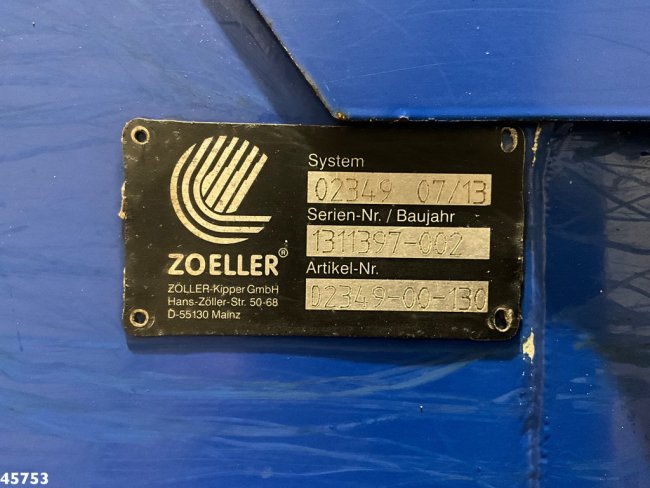 ZOELLER®
ZÖLLER-Kipper GmbH
Hans-Zöller-Str. 50-68
D-55130 Mainz
System
02349 07/13
Serien-Nr. / Baujahr
1311397-002
Artikel-Nr.
02349-00-130
45753